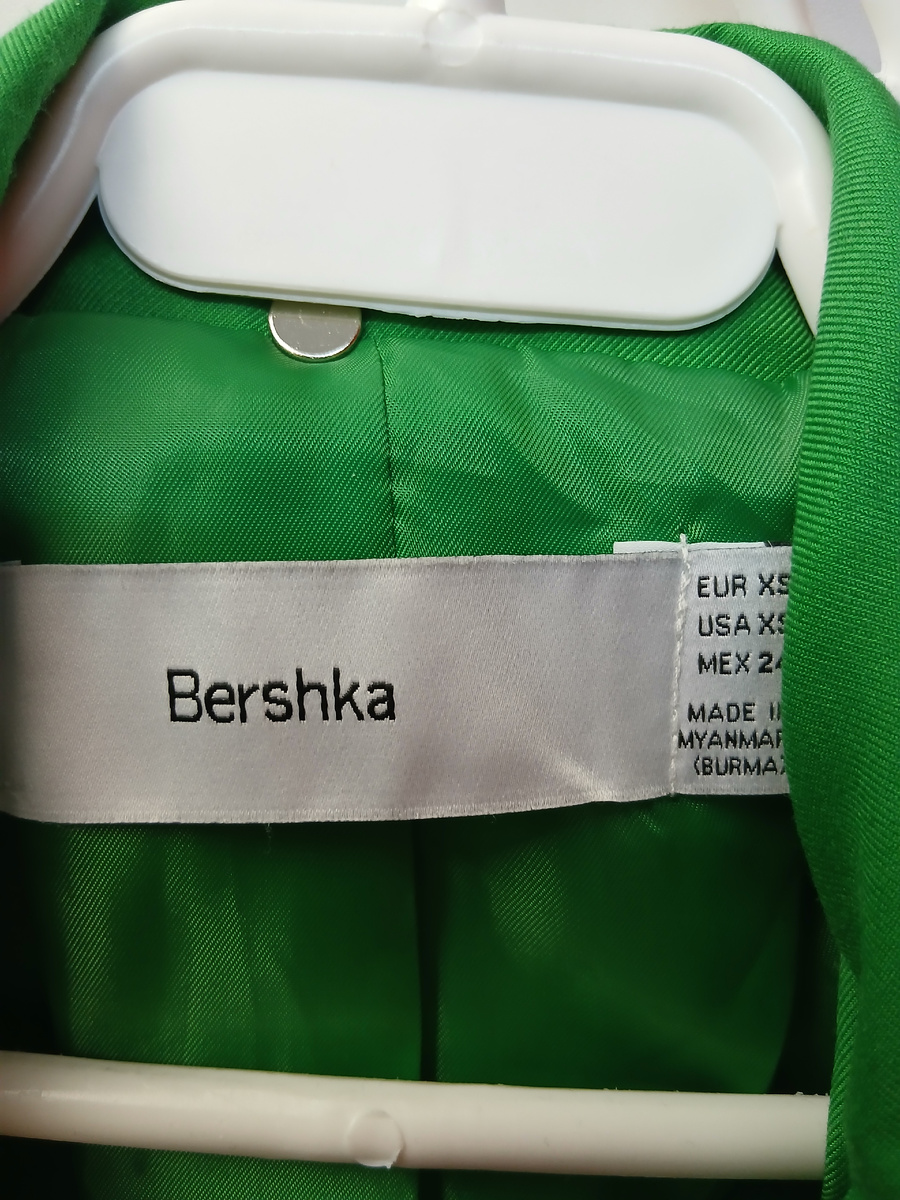 Bershka
EUR XS
USA XS
MEX 24
MADE IN
MYANMAR
(BURMA)